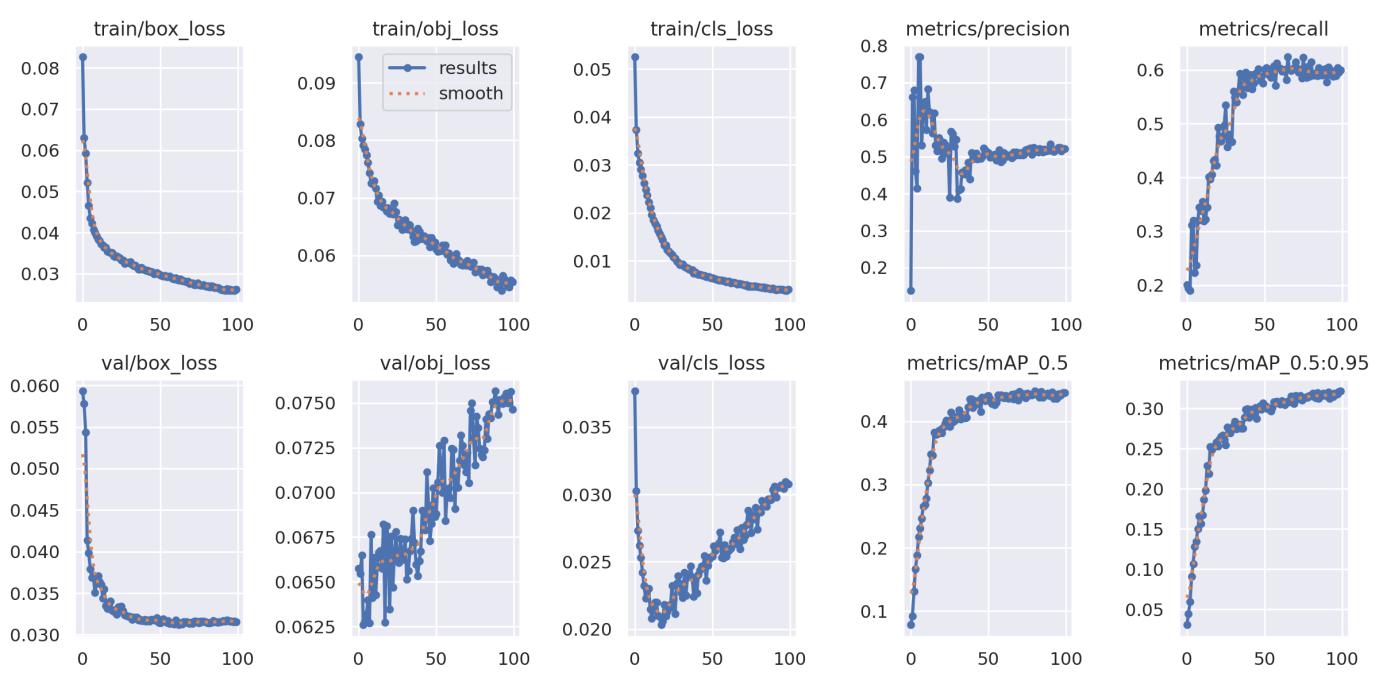 train/box_loss
train/obj_loss
train/cls_loss
metrics/precision
metrics/recall
0.08
0.07
0.06
0.05
0.04
0.03
0 50 100
0.09
0.08
0.07
0.06
results
smooth
0 50 100
0.05
0.04
0.03
0.02
0.01
0 50 100
0.8
0.7
0.6
0.5
0.4
0.3
0.2
0 50 100
0.6
0.5
0.4
0.3
0.2
0 50 100
val/box_loss
val/obj_loss
val/cls_loss
metrics/mAP_0.5
metrics/mAP_0.5:0.95
0.060
0.055
0.050
0.045
0.040
0.035
0.030
0 50 100
0.0750
0.0725
0.0700
0.0675
0.0650
0.0625
0 50 100
0.035
0.030
0.025
0.020
0 50 100
0.4
0.3
0.2
0.1
0 50 100
0.30
0.25
0.20
0.15
0.10
0.05
0 50 100